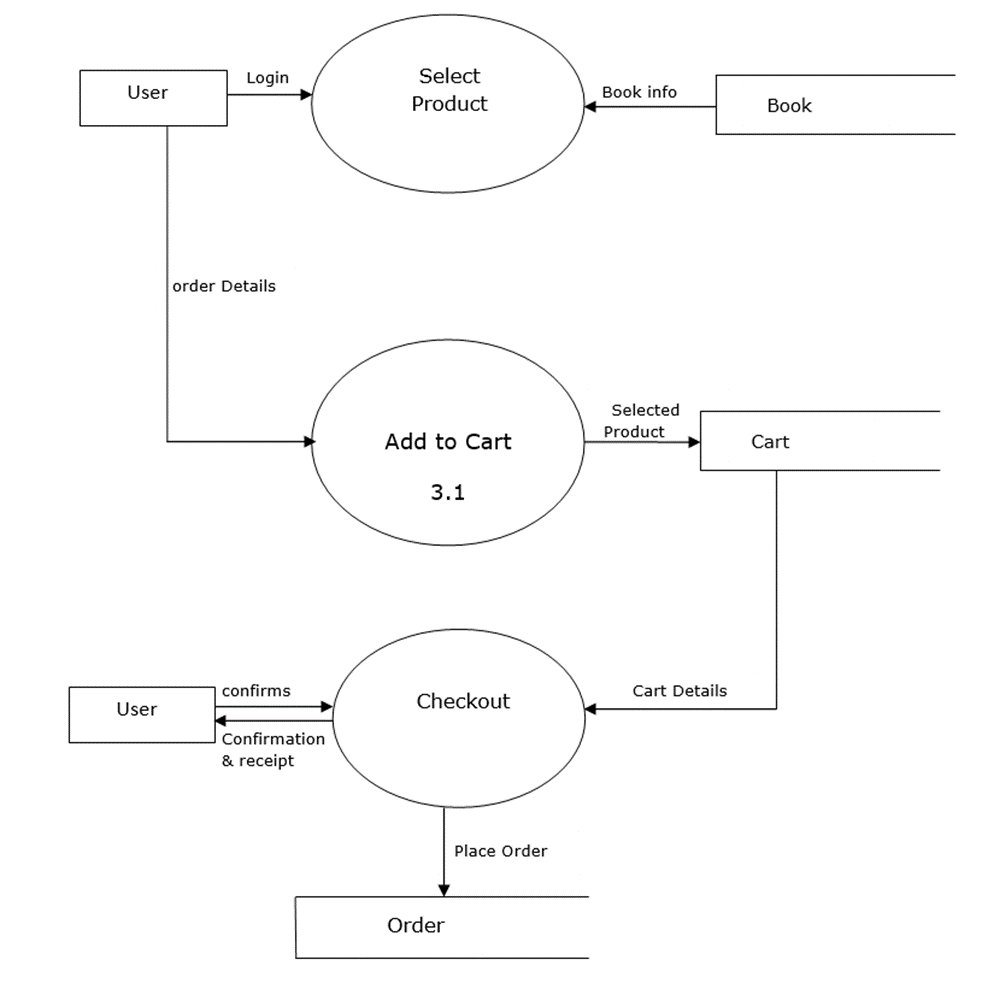 User
Login
Select
Product
Book info
Book
order Details
Add to Cart
3.1
Selected
Product
Cart
User
confirms
Confirmation
& receipt
Checkout
Cart Details
Place Order
Order